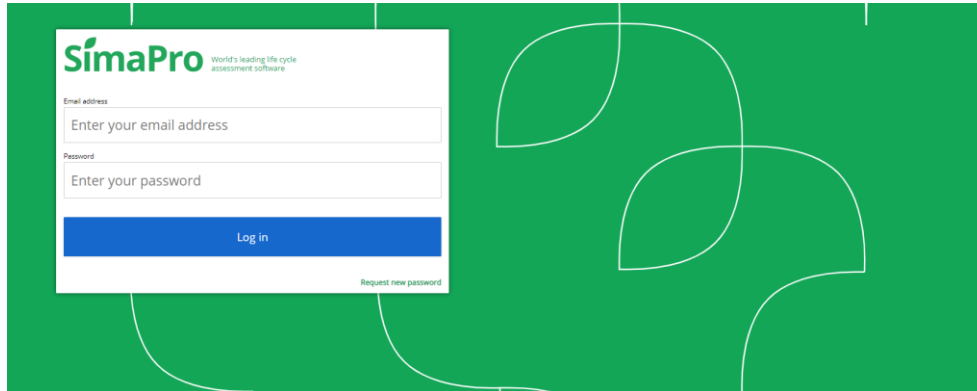 SimaPro
World's leading life cycle
assessment software
Email address
Enter your email address
Password
Enter your password
Log in
Request new password